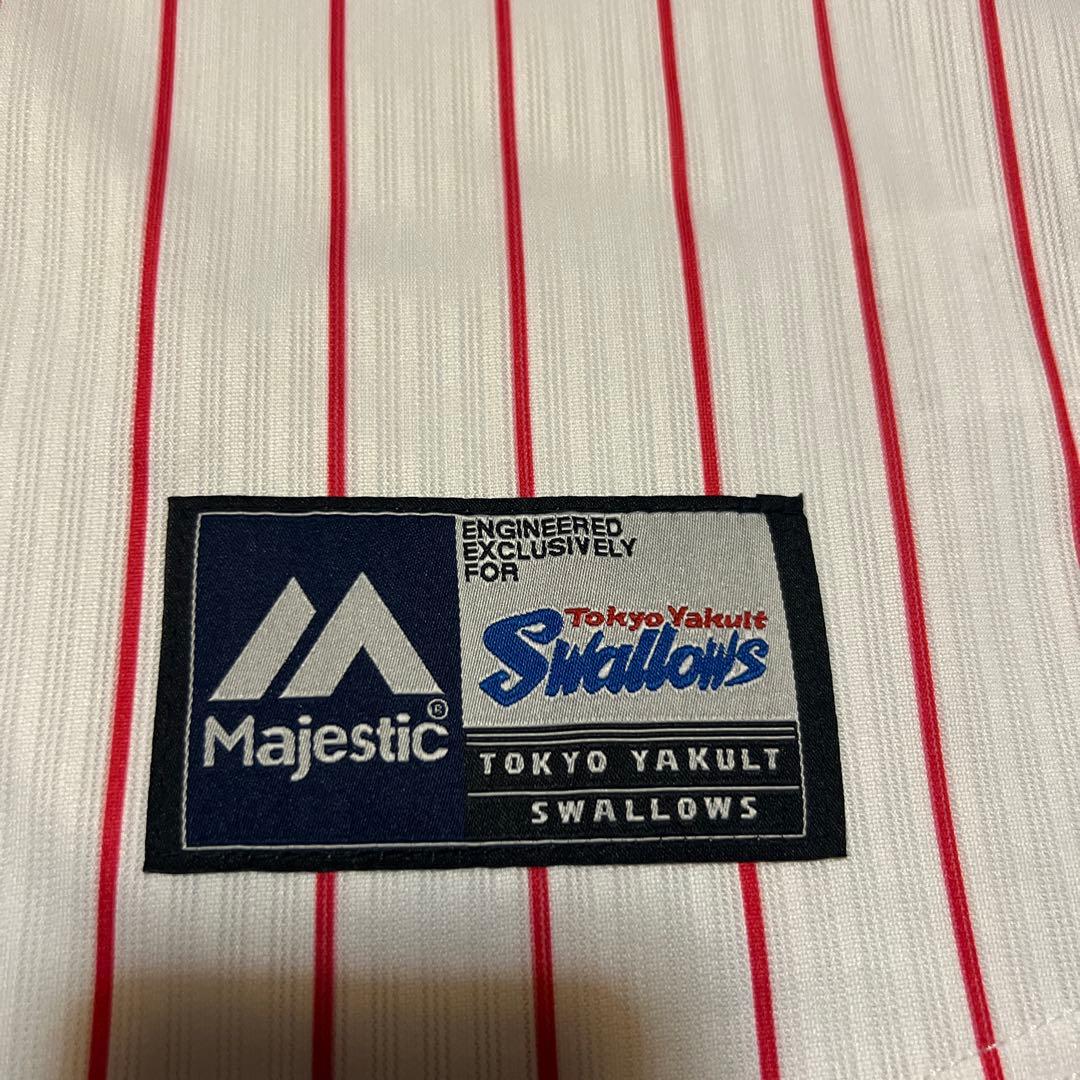 ENGINEERED
EXCLUSIVELY
FOR
Tokyo Yakult
Swallows
Majestic®
TOKYO YAKULT
SWALLOWS